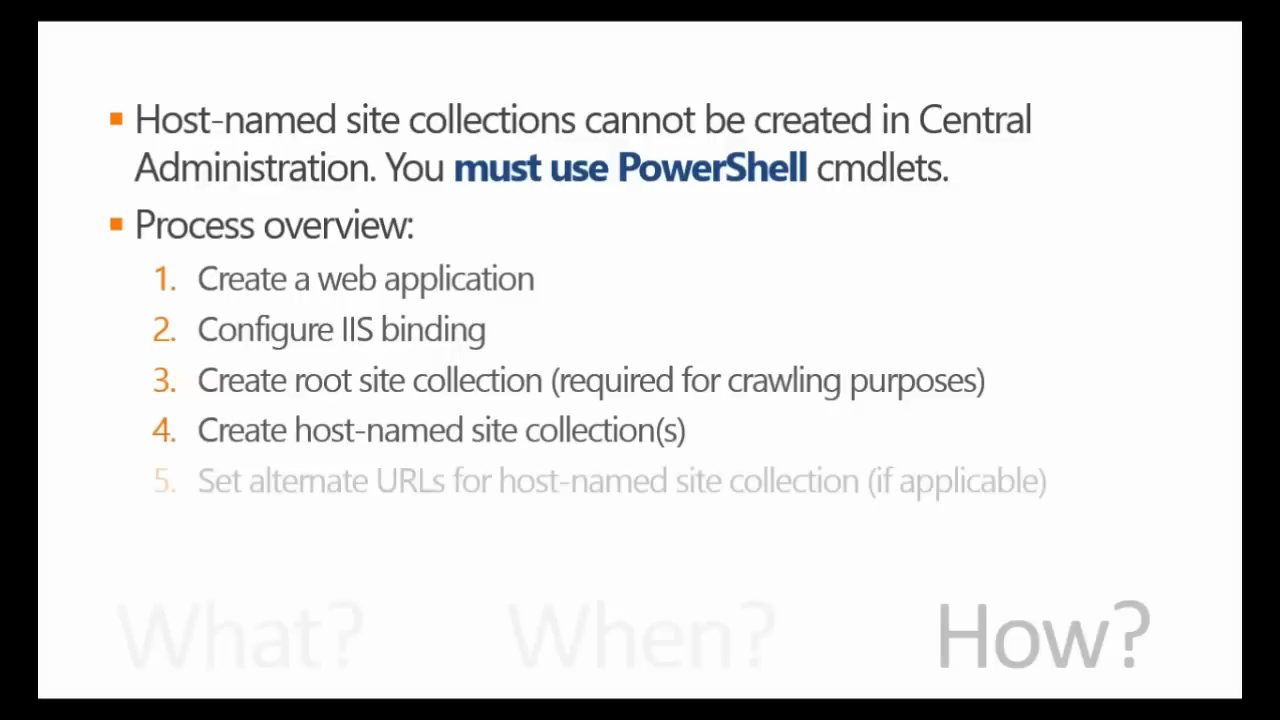 Host-named site collections cannot be created in Central
Administration. You must use PowerShell cmdlets.
Process overview:
1. Create a web application
2. Configure IIS binding
3. Create root site collection (required for crawling purposes)
4. Create host-named site collection(s)
5. Set alternate URLs for host-named site collection (if applicable)
What? When? How?